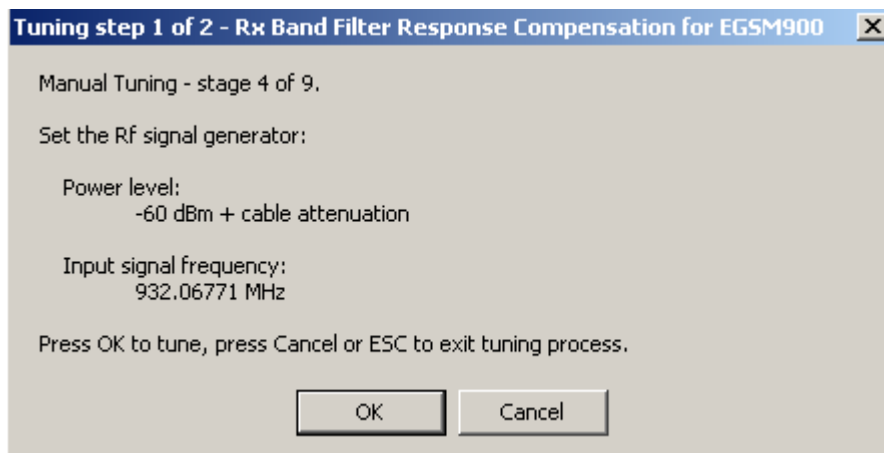 Tuning step 1 of 2 - Rx Band Filter Response Compensation for EGSM900
Manual Tuning - stage 4 of 9.
Set the Rf signal generator:
Power level:
-60 dBm + cable attenuation
Input signal frequency:
932.06771 MHz
Press OK to tune, press Cancel or ESC to exit tuning process.
OK
Cancel